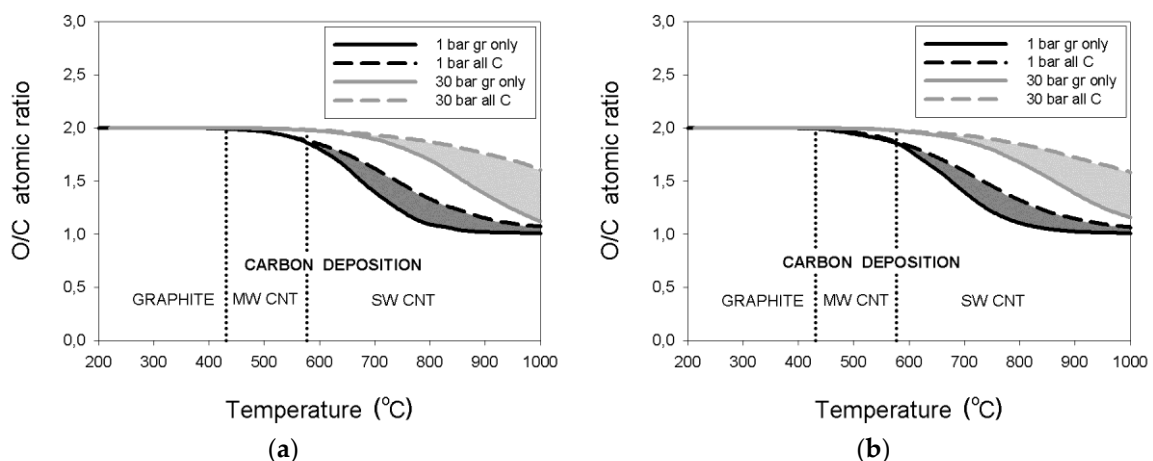 3,0
2,5
2,0
1,5
1,0
0,5
0,0
O/C atomic ratio
1 bar gr only
1 bar all C
30 bar gr only
30 bar all C
CARBON DEPOSITION
GRAPHITE MW CNT SW CNT
200 300 400 500 600 700 800 900 1000
Temperature (°C)
(a)
3,0
2,5
2,0
1,5
1,0
0,5
0,0
O/C atomic ratio
1 bar gr only
1 bar all C
30 bar gr only
30 bar all C
CARBON DEPOSITION
GRAPHITE MW CNT SW CNT
200 300 400 500 600 700 800 900 1000
Temperature (°C)
(b)